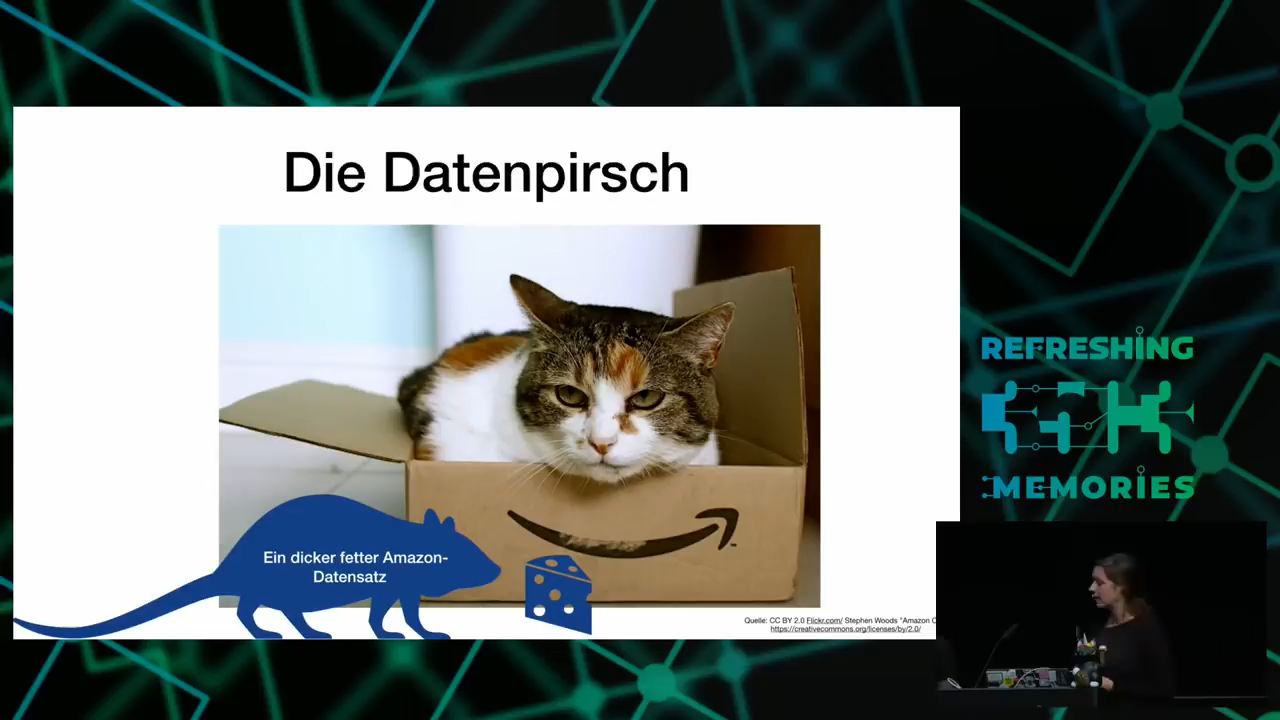 Die Datenpirsch
Ein dicker fetter Amazon-
Datensatz
Quelle: CC BY 2.0 Flickr.com/ Stephen Woods "Amazon
https://creativecommons.org/licenses/by/2.0/
REFRESHING
MEMORIES